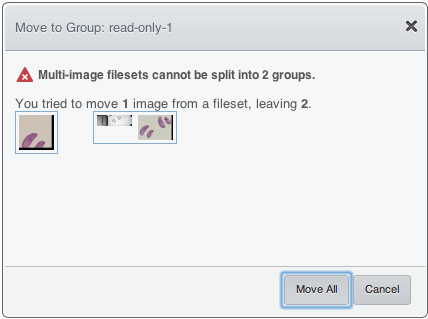 Move to Group: read-only-1
Multi-image filesets cannot be split into 2 groups.
You tried to move 1 image from a fileset, leaving 2.
Move All
Cancel